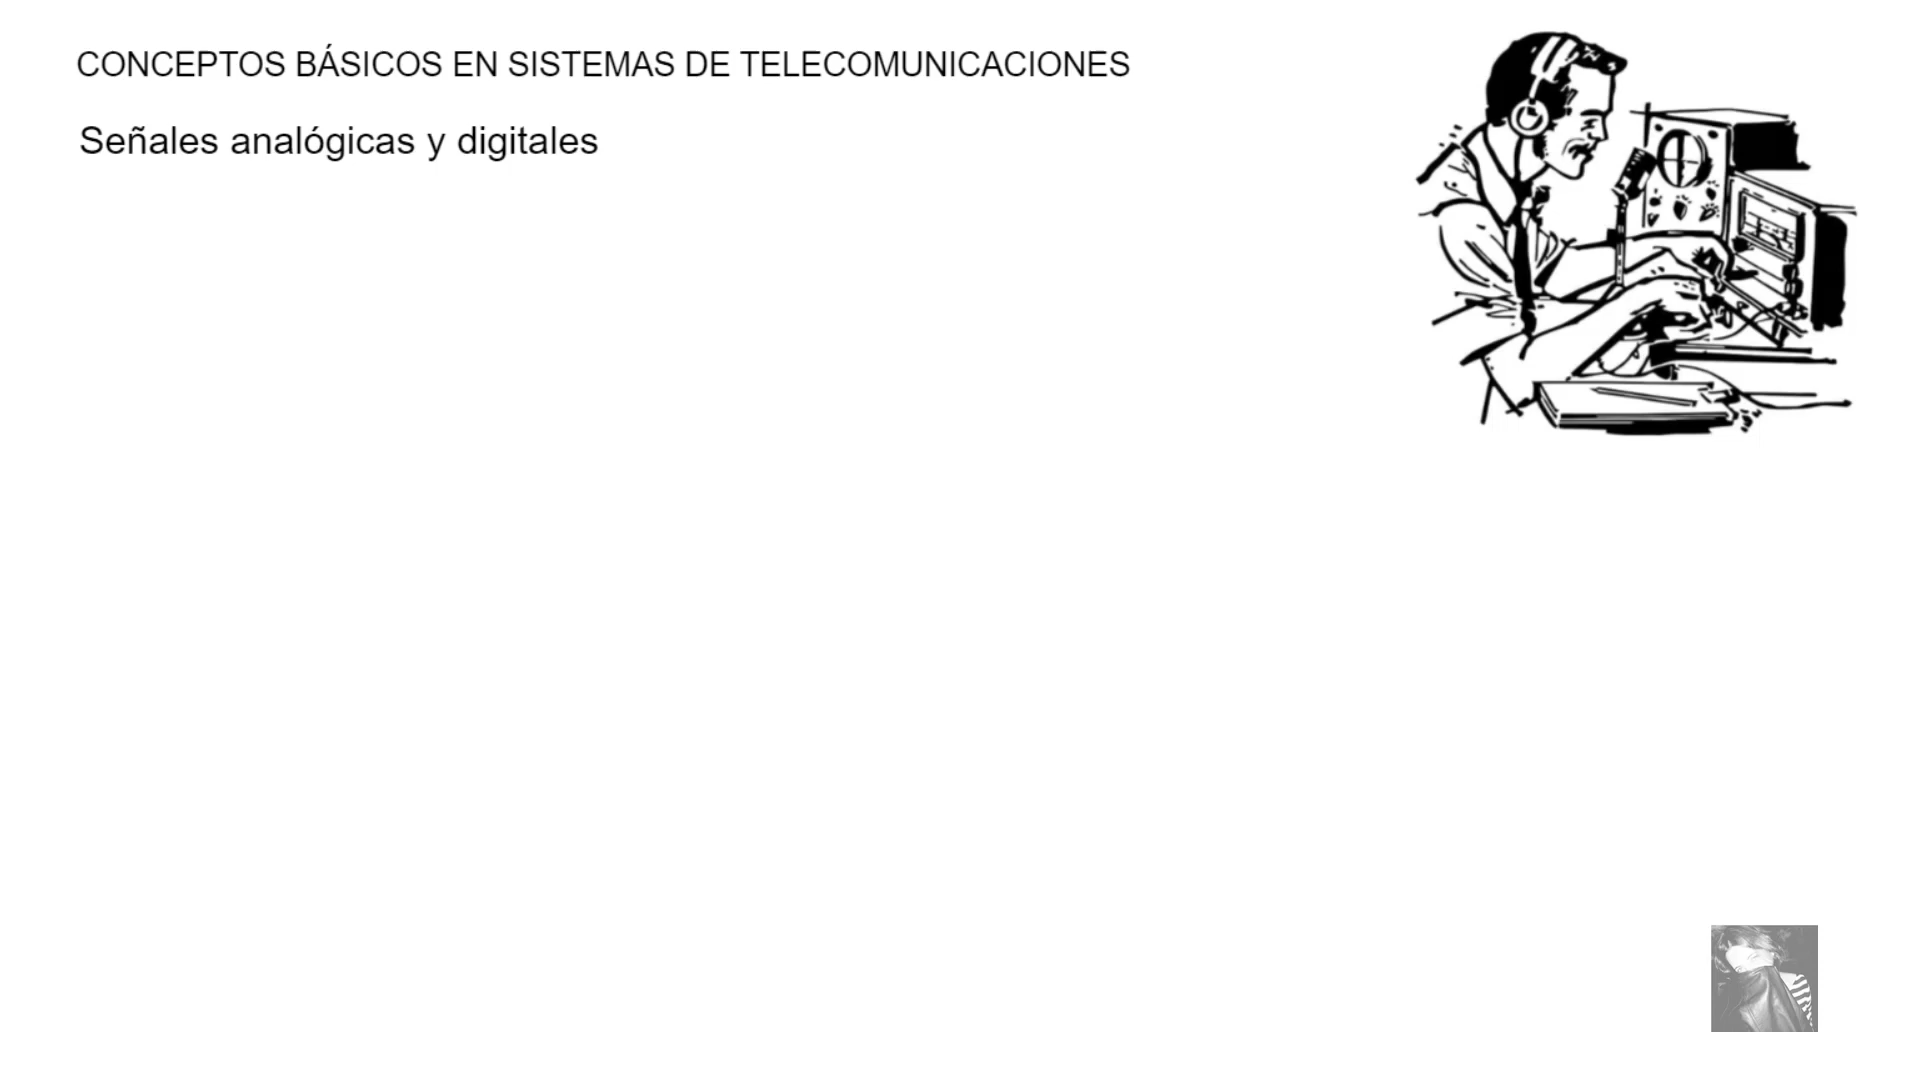 CONCEPTOS BÁSICOS EN SISTEMAS DE TELECOMUNICACIONES
Señales analógicas y digitales